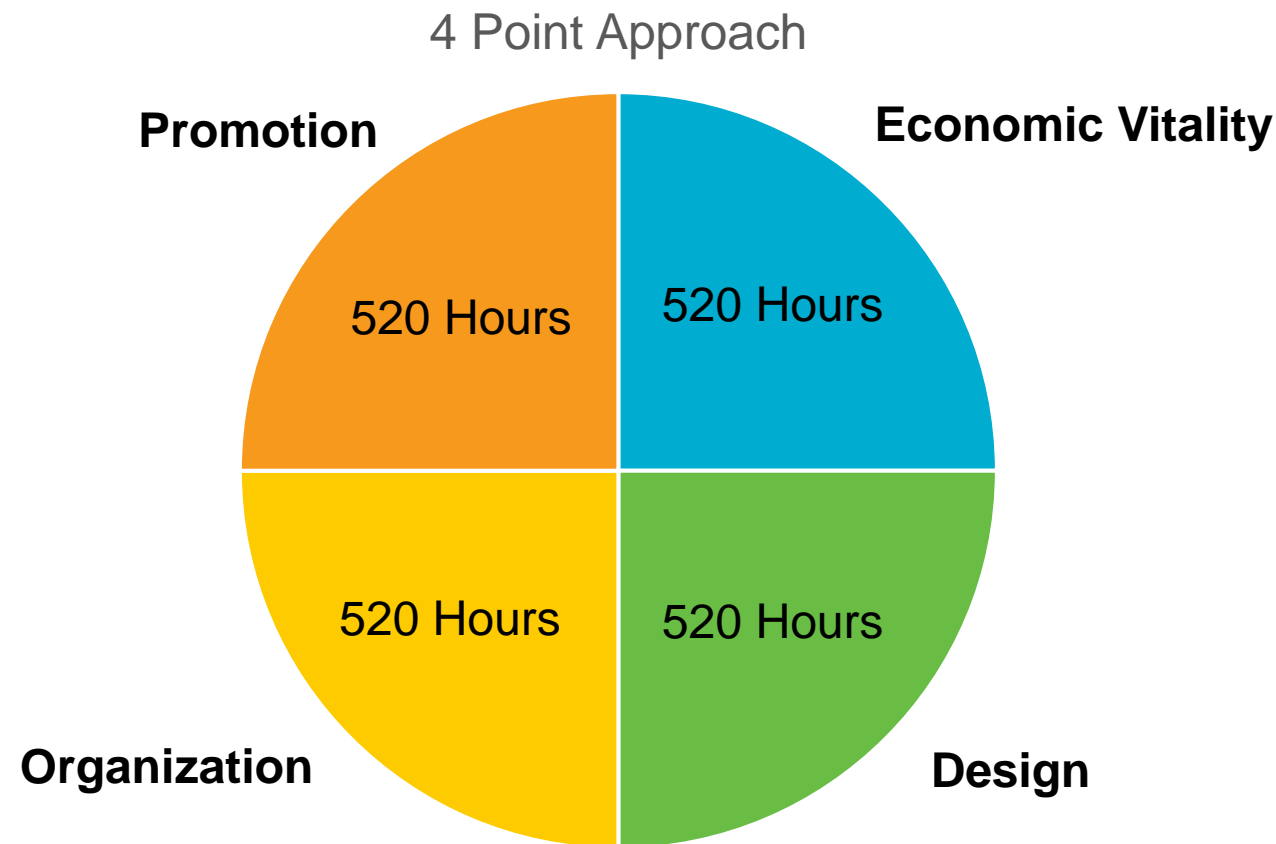 4 Point Approach
Promotion
Economic Vitality
520 Hours
520 Hours
520 Hours
520 Hours
Organization
Design